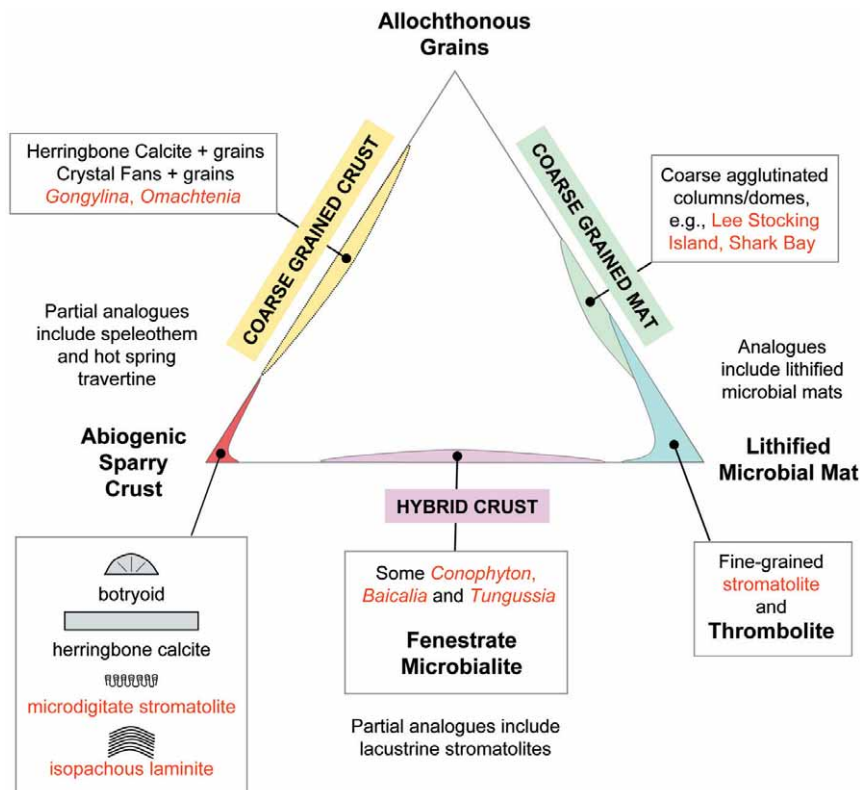 Allochthonous
Grains
Herringbone Calcite + grains
Crystal Fans + grains
Gongylina, Omachtenia
COARSE GRAINED CRUST
COARSE GRAINED MAT
Coarse agglutinated
columns/domes,
e.g., Lee Stocking
Island, Shark Bay
Partial analogues
include speleothem
and hot spring
travertine
Analogues
include lithified
microbial mats
Abiogenic
Sparry
Crust
Lithified
Microbial Mat
HYBRID CRUST
botryoid
herringbone calcite
microdigitate stromatolite
isopachous laminite
Some Conophyton,
Baicalia and Tungussia
Fenestrate
Microbialite
Partial analogues include
lacustrine stromatolites
Fine-grained
stromatolite
and
Thrombolite